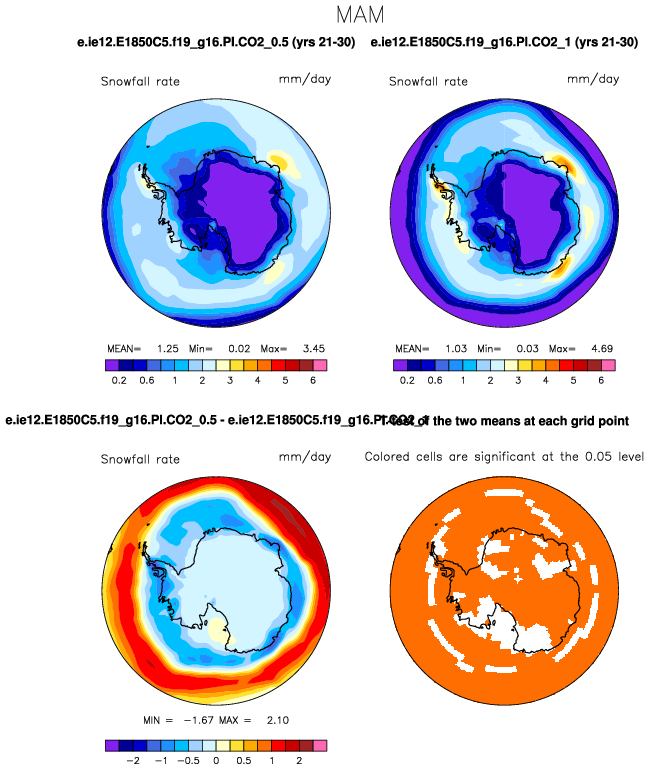 MAM
e.ie12.E1850C5.f19_g16.PI.CO2_0.5 (yrs 21-30)
e.ie12.E1850C5.f19_g16.PI.CO2_1 (yrs 21-30)
Snowfall rate mm/day
Snowfall rate mm/day
MEAN= 1.25 Min= 0.02 Max= 3.45
MEAN= 1.03 Min= 0.03 Max= 4.69
0.2 0.6 1 2 3 4 5 6
0.2 0.6 1 2 3 4 5 6
e.ie12.E1850C5.f19_g16.PI.CO2_0.5 - e.ie12.E1850C5.f19_g16.PI.CO2_1
T-Test of the two means at each grid point
Snowfall rate mm/day
Colored cells are significant at the 0.05 level
MIN = -1.67 MAX = 2.10
-2 -1 -0.5 0 0.5 1 2